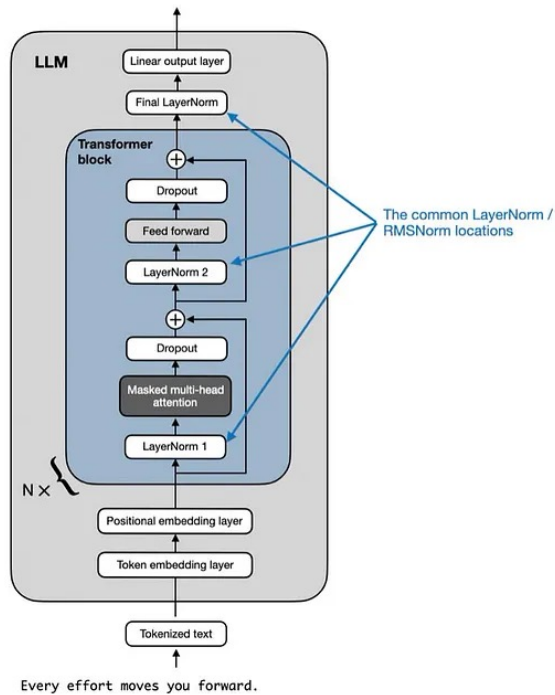 LLM
Linear output layer
Final LayerNorm
Transformer
block
+
Dropout
Feed forward
LayerNorm 2
+
Dropout
Masked multi-head
attention
LayerNorm 1
N ×
Positional embedding layer
Token embedding layer
Tokenized text
Every effort moves you forward.
The common LayerNorm /
RMSNorm locations